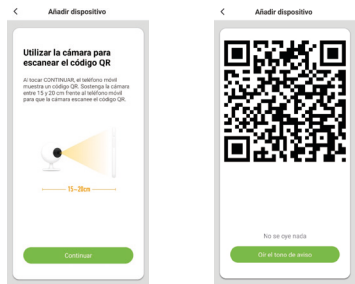 Añadir dispositivo
Utilizar la cámara para
escanear el código QR
Al tocar CONTINUAR, el teléfono móvil
muestra un código QR. Sostenga la cámara
entre 15 y 20 cm frente al teléfono móvil
para que la cámara escanee el código QR.
15~20cm
Continuar
Añadir dispositivo
No se oye nada
Oír el tono de aviso